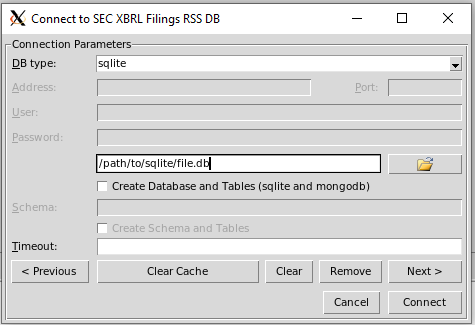 Connect to SEC XBRL Filings RSS DB
Connection Parameters
DB type: sqlite
Address: Port:
User:
Password:
/path/to/sqlite/file.db
Create Database and Tables (sqlite and mongodb)
Schema:
Create Schema and Tables
Timeout:
< Previous Clear Cache Clear Remove Next >
Cancel Connect